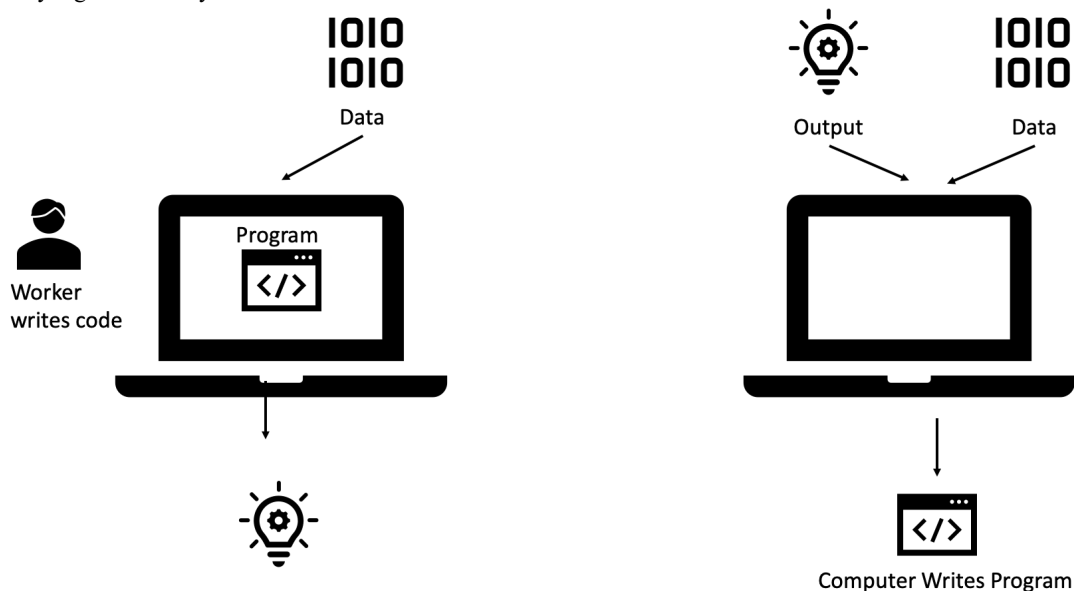 1010
1010
Data
Program
</>
Worker
writes code
1010
1010
Output
Data
</>
Computer Writes Program